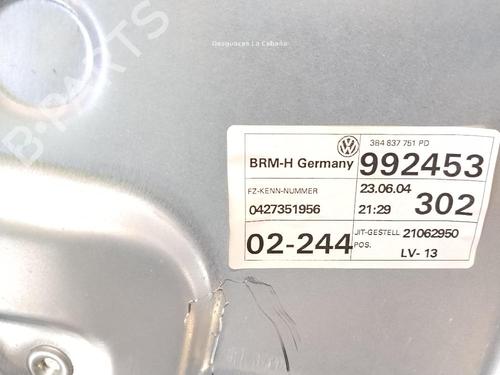 Desguaces La Cabaña
B-PARTS
3B4 837 751 PD
BRM-H Germany 992453
FZ-KENN-NUMMER 23.06.04
0427351956 21:29 302
02-244 JIT-GESTELL 21062950
POS. LV- 13